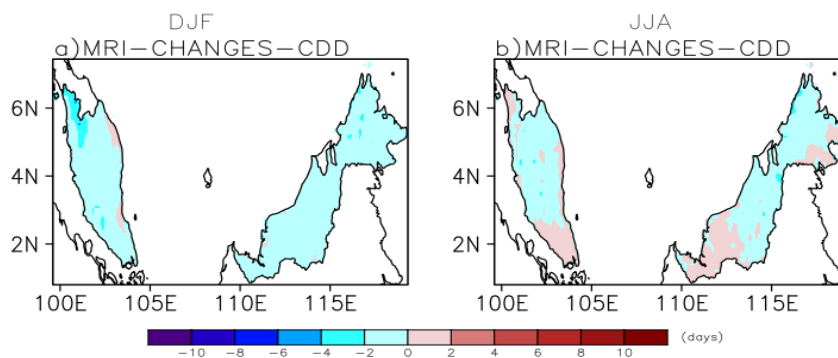 DJF
JJA
a)MRI−CHANGES−CDD
b)MRI−CHANGES−CDD
6N
4N
2N
100E 105E 110E 115E
6N
4N
2N
100E 105E 110E 115E
−10 −8 −6 −4 −2 0 2 4 6 8 10 (days)